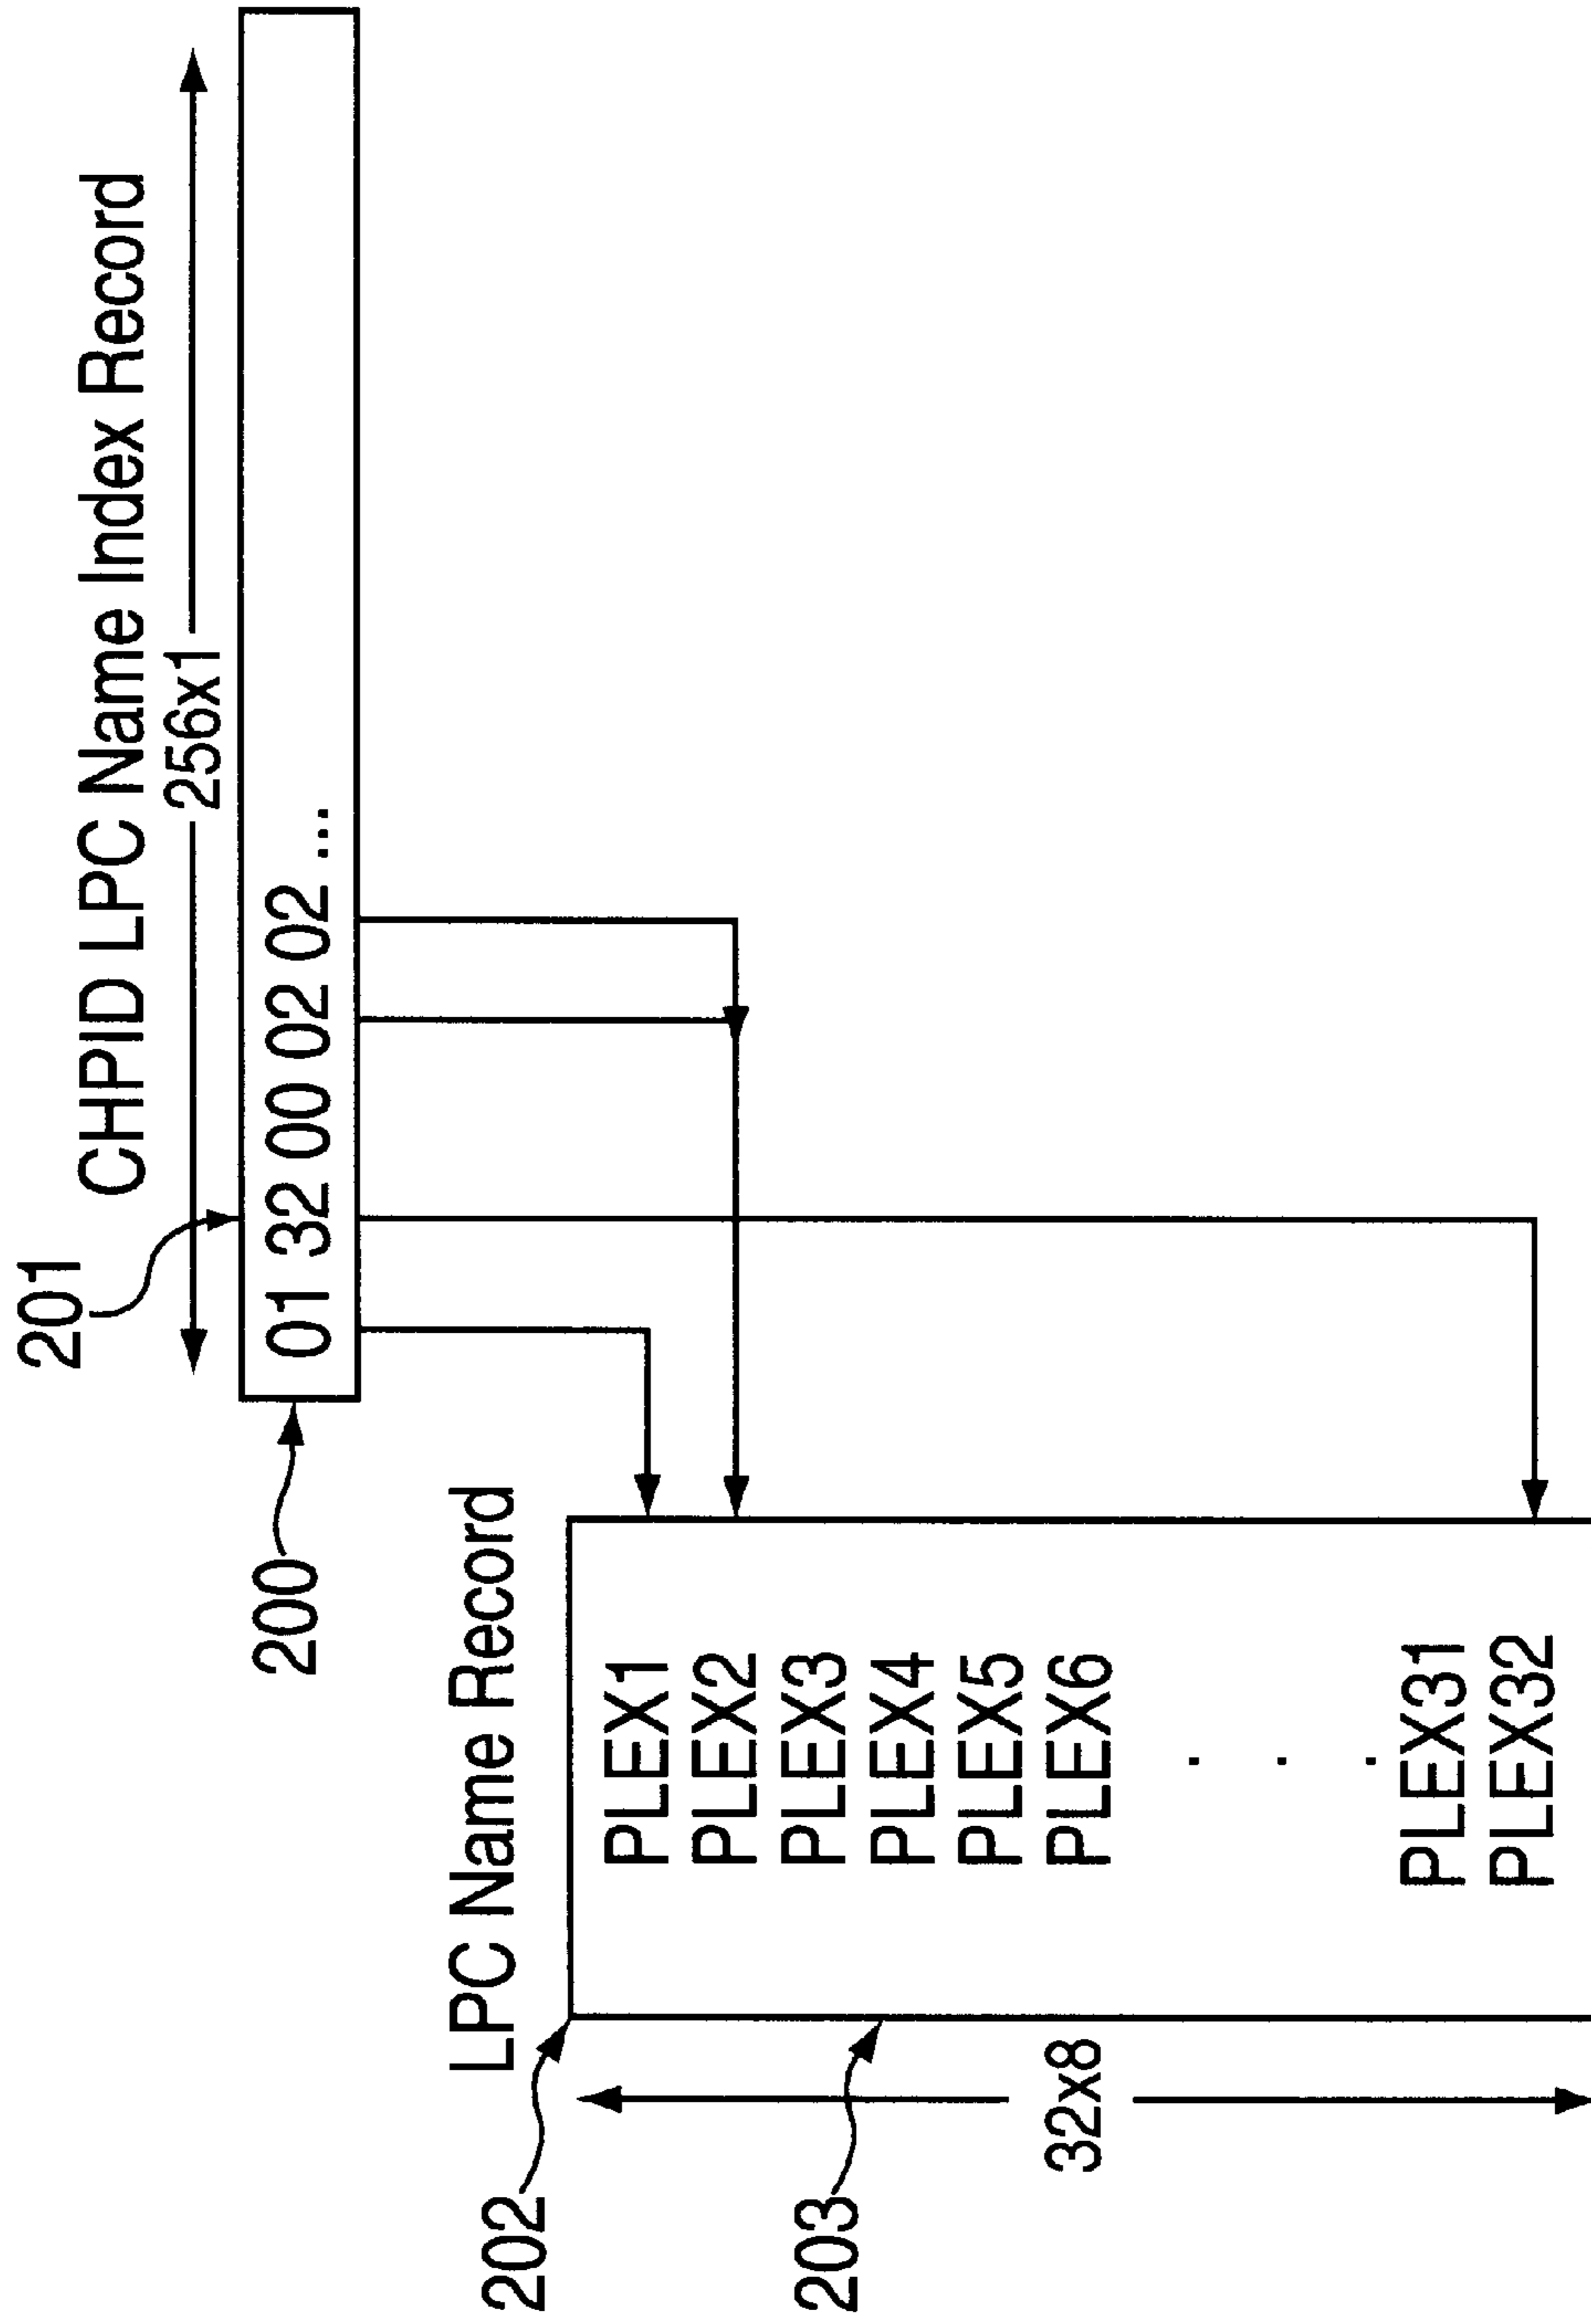 201
CHPID LPC Name Index Record
256x1
200
01 32 00 02 02 ...
LPC Name Record
202
PLEX1
PLEX2
PLEX3
203
PLEX4
PLEX5
PLEX6
32x8
.
.
.
PLEX31
PLEX32